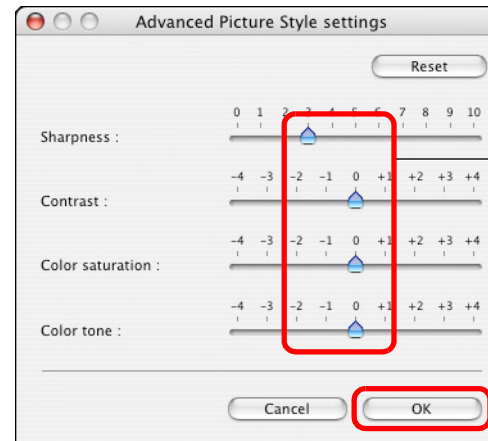 Advanced Picture Style settings
Reset
0 1 2 3 4 5 6 7 8 9 10
Sharpness :
-4 -3 -2 -1 0 +1 +2 +3 +4
Contrast :
-4 -3 -2 -1 0 +1 +2 +3 +4
Color saturation :
-4 -3 -2 -1 0 +1 +2 +3 +4
Color tone :
Cancel OK